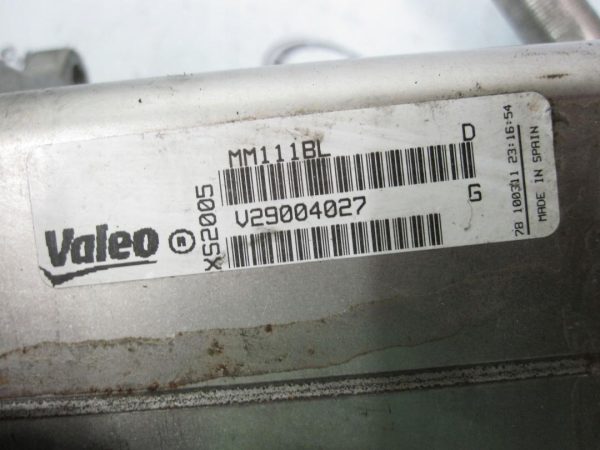 Valeo
XS2005
MM111BL D
V29004027 G
78 100311 23:16:54
MADE IN SPAIN